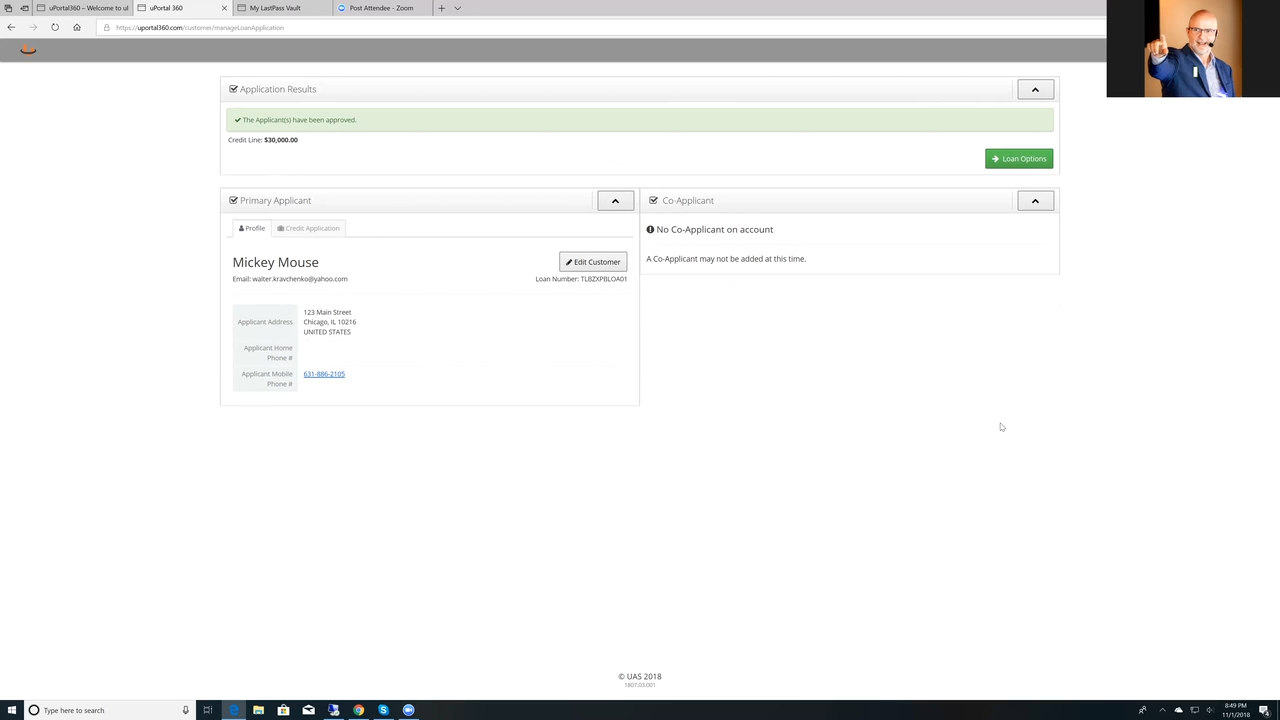 uPortal360 – Welcome to ul
uPortal 360
My LastPass Vault
Post Attendee - Zoom
https://uportal360.com/customer/manageLoanApplication
Application Results
The Applicant(s) have been approved.
Credit Line: $30,000.00
Loan Options
Primary Applicant
Co-Applicant
Profile
Credit Application
No Co-Applicant on account
Mickey Mouse
Edit Customer
A Co-Applicant may not be added at this time.
Email: walter.kravchenko@yahoo.com
Loan Number: TLBZXPBLOA01
Applicant Address
123 Main Street
Chicago, IL 10216
UNITED STATES
Applicant Home
Phone #
Applicant Mobile
Phone #
631-886-2105
© UAS 2018
1807.03.001
Type here to search
8:49 PM
11/1/2018